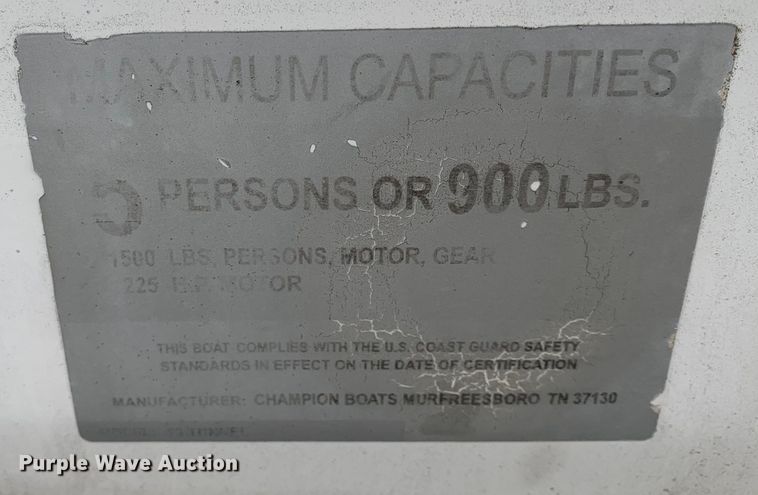 MAXIMUM CAPACITIES
5 PERSONS OR 900 LBS.
1500 LBS, PERSONS, MOTOR, GEAR
225 H.P. MOTOR
THIS BOAT COMPLIES WITH THE U.S. COAST GUARD SAFETY
STANDARDS IN EFFECT ON THE DATE OF CERTIFICATION
MANUFACTURER: CHAMPION BOATS MURFREESBORO TN 37130
Purple Wave Auction